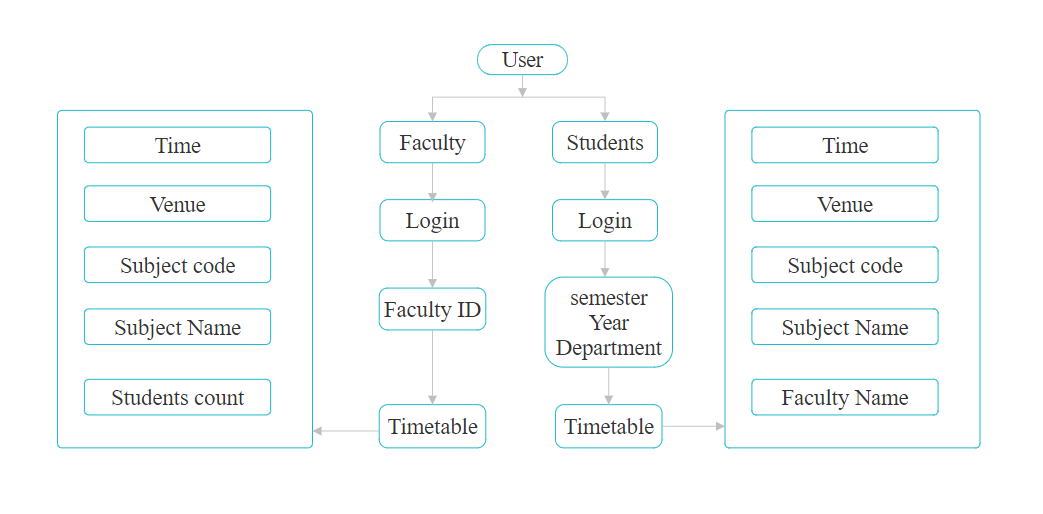 User
Faculty
Students
Login
Login
Faculty ID
semester
Year
Department
Timetable
Timetable
Time
Venue
Subject code
Subject Name
Students count
Time
Venue
Subject code
Subject Name
Faculty Name